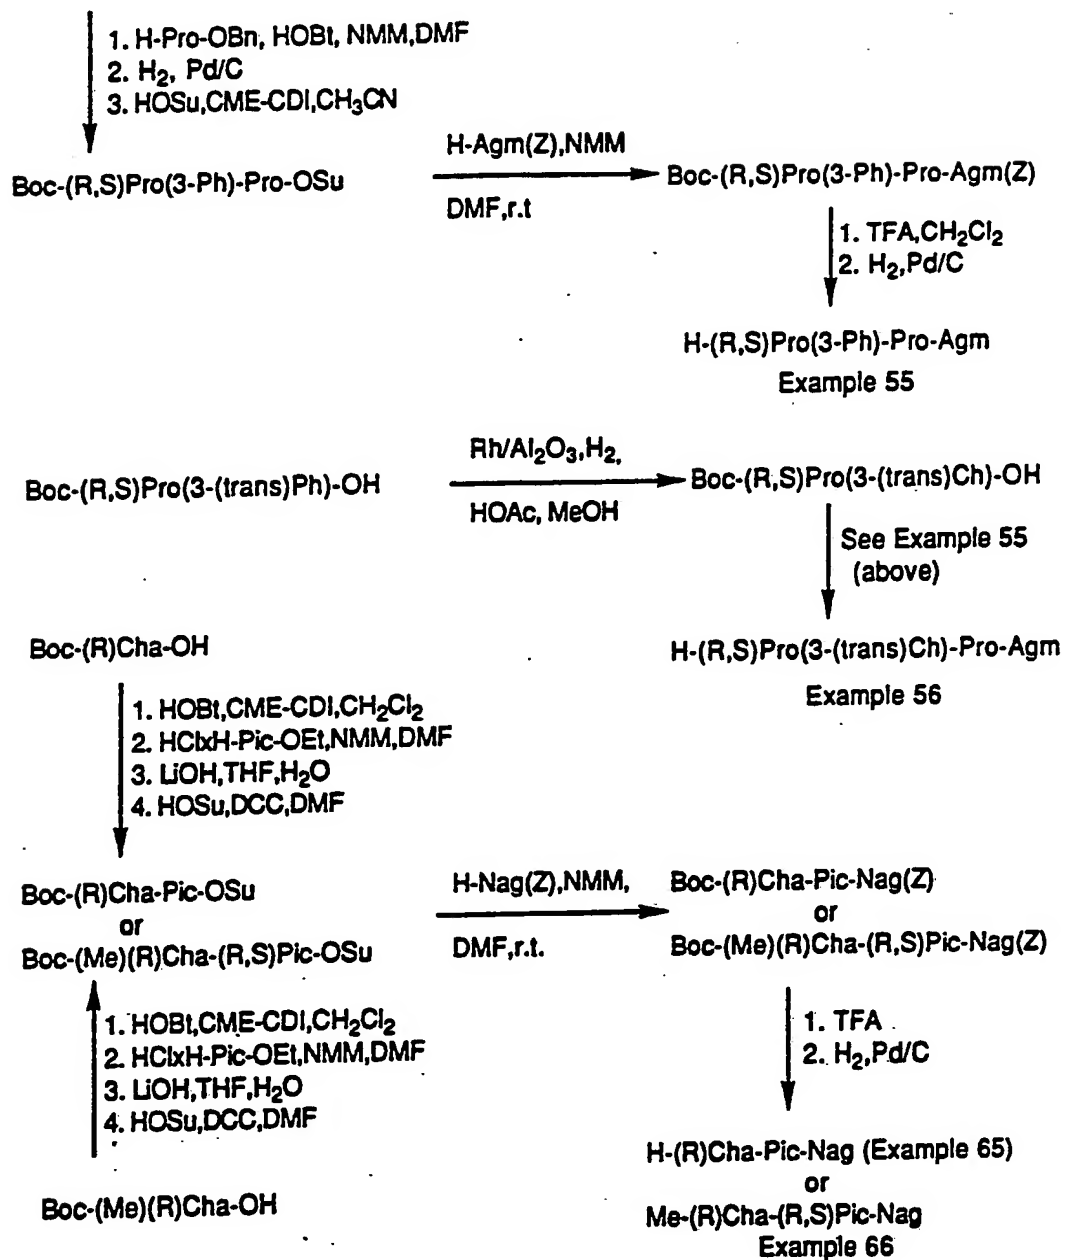 1. H-Pro-OBn, HOBt, NMM,DMF
2. H2, Pd/C
3. HOSu,CME-CDI,CH3CN
Boc-(R,S)Pro(3-Ph)-Pro-OSu
H-Agm(Z),NMM
DMF,r.t
Boc-(R,S)Pro(3-Ph)-Pro-Agm(Z)
1. TFA,CH2Cl2
2. H2,Pd/C
H-(R,S)Pro(3-Ph)-Pro-Agm
Example 55
Boc-(R,S)Pro(3-(trans)Ph)-OH
Rh/Al2O3,H2,
HOAc, MeOH
Boc-(R,S)Pro(3-(trans)Ch)-OH
See Example 55
(above)
H-(R,S)Pro(3-(trans)Ch)-Pro-Agm
Example 56
Boc-(R)Cha-OH
1. HOBt,CME-CDI,CH2Cl2
2. HClxH-Pic-OEt,NMM,DMF
3. LiOH,THF,H2O
4. HOSu,DCC,DMF
Boc-(R)Cha-Pic-OSu
or
Boc-(Me)(R)Cha-(R,S)Pic-OSu
H-Nag(Z),NMM,
DMF,r.t.
Boc-(R)Cha-Pic-Nag(Z)
or
Boc-(Me)(R)Cha-(R,S)Pic-Nag(Z)
1. HOBt,CME-CDI,CH2Cl2
2. HClxH-Pic-OEt,NMM,DMF
3. LiOH,THF,H2O
4. HOSu,DCC,DMF
Boc-(Me)(R)Cha-OH
1. TFA
2. H2,Pd/C
H-(R)Cha-Pic-Nag (Example 65)
or
Me-(R)Cha-(R,S)Pic-Nag
Example 66